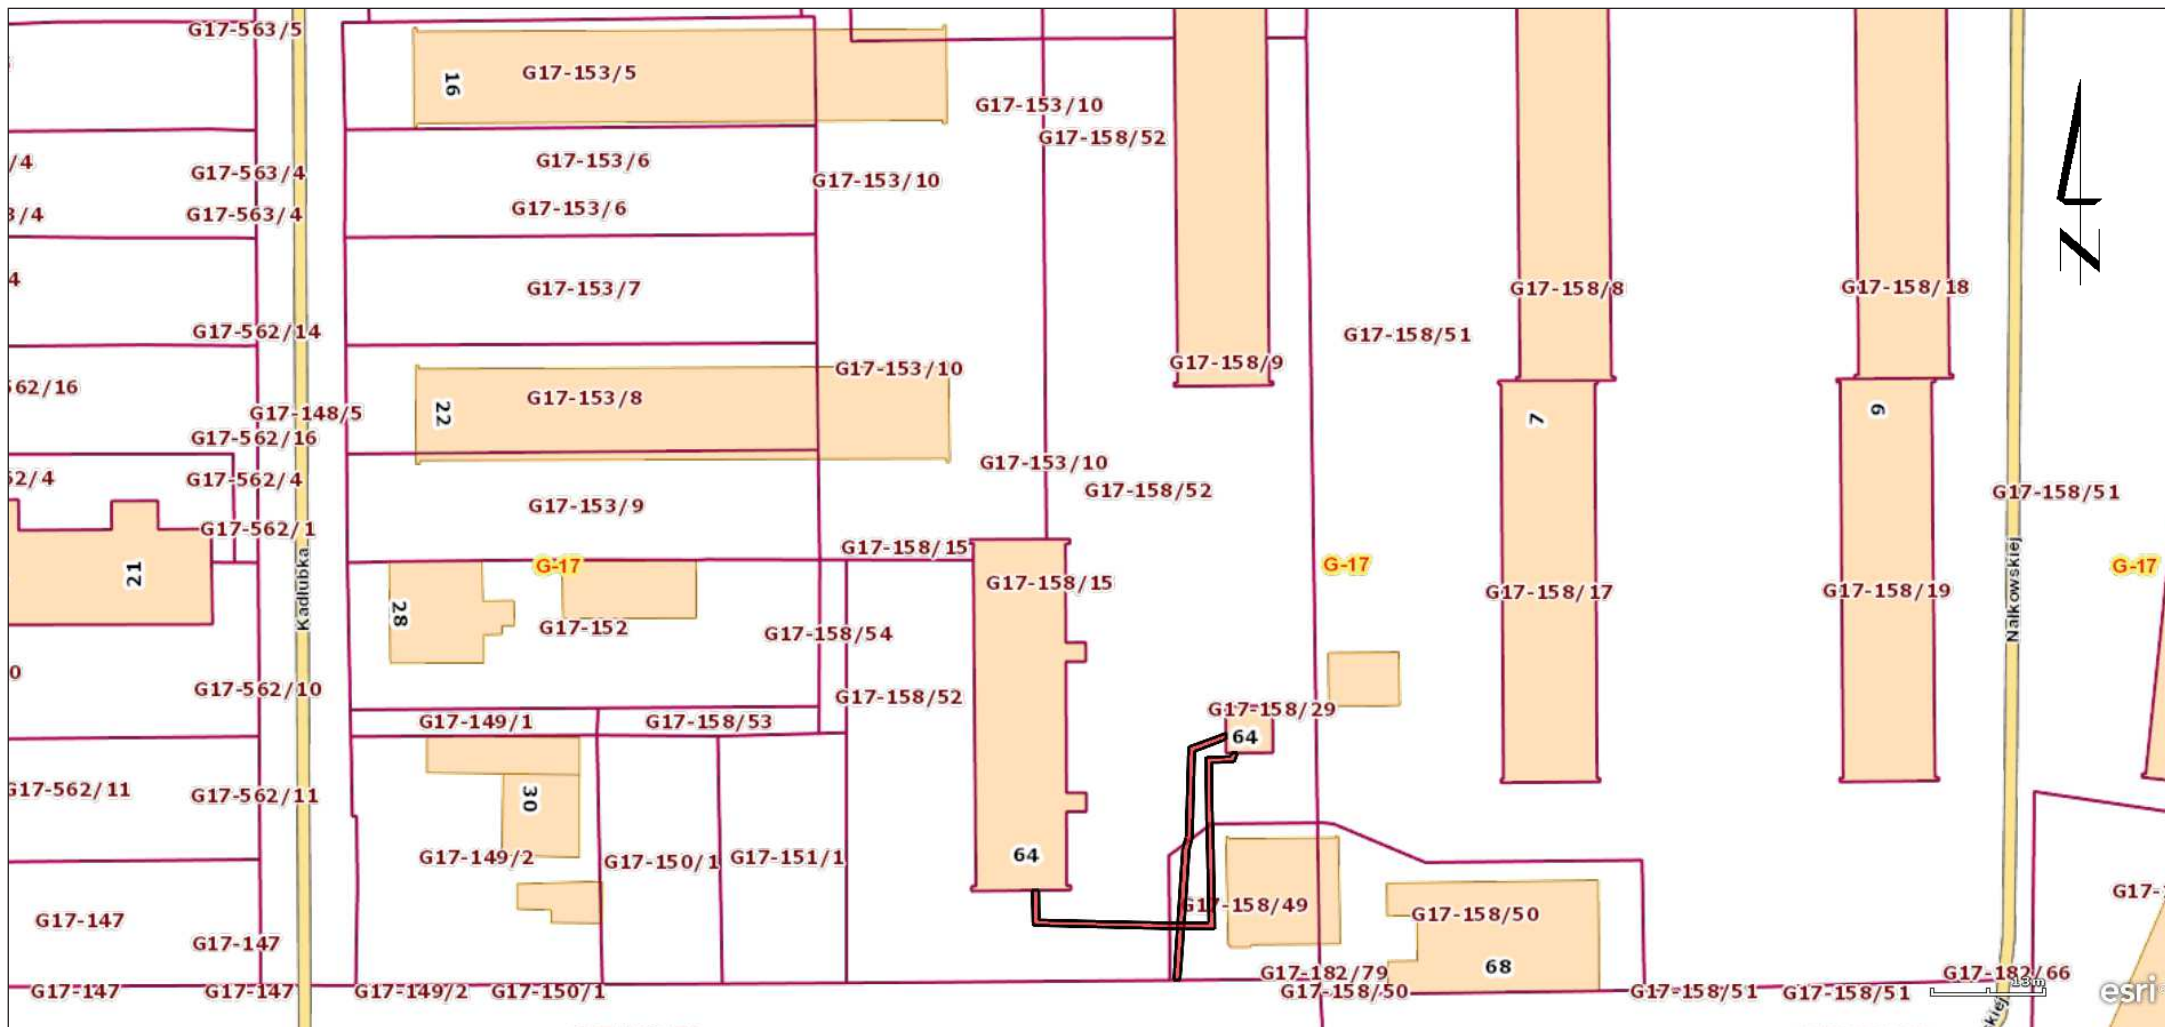 G17-563/5
G17-153/5
16
G17-153/10
G17-158/52
/4
G17-153/6
G17-563/4
G17-153/10
G17-153/6
3/4
G17-563/4
4
G17-153/7
G17-158/8
G17-158/18
G17-562/14
G17-158/51
G17-158/9
G17-153/10
562/16
G17-153/8
22
G17-148/5
7
9
G17-562/16
G17-153/10
62/4
G17-562/4
G17-158/52
G17-158/51
G17-153/9
G17-562/1
G17-158/15
G-17
G-17
G-17
21
Kadłubka
G17-158/15
G17-158/17
G17-158/19
Nałkowskiej
28
G17-152
G17-158/54
0
G17-562/10
G17-158/52
G17-158/29
G17-149/1
G17-158/53
64
G17-562/11
G17-562/11
30
G17-149/2
G17-150/1
G17-151/1
64
G17-158/49
G17-158/50
G17-147
G17-147
68
G17-182/79
G17-182/66
G17-147
G17-147
G17-149/2
G17-150/1
G17-158/50
G17-158/51
G17-158/51
13 m
skiej
esri
N